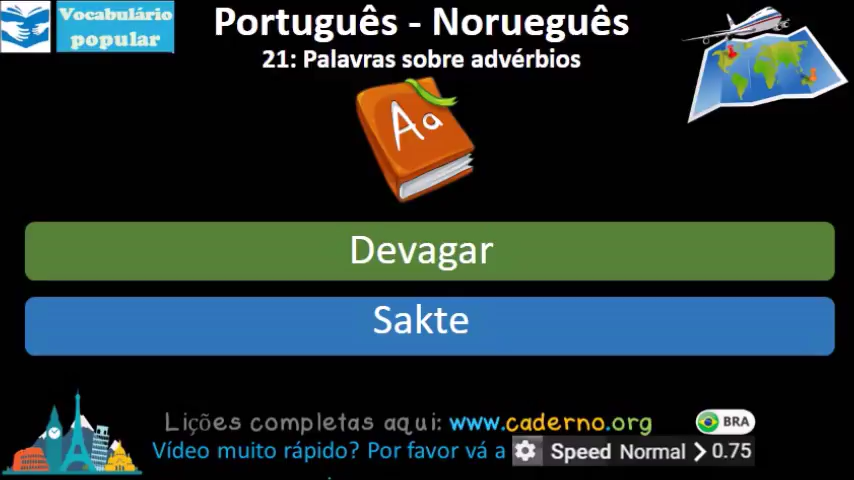 Vocabulário
popular
Português - Norueguês
21: Palavras sobre advérbios
Aa
Devagar
Sakte
Lições completas aqui: www.caderno.org
BRA
Vídeo muito rápido? Por favor vá a Speed Normal > 0.75